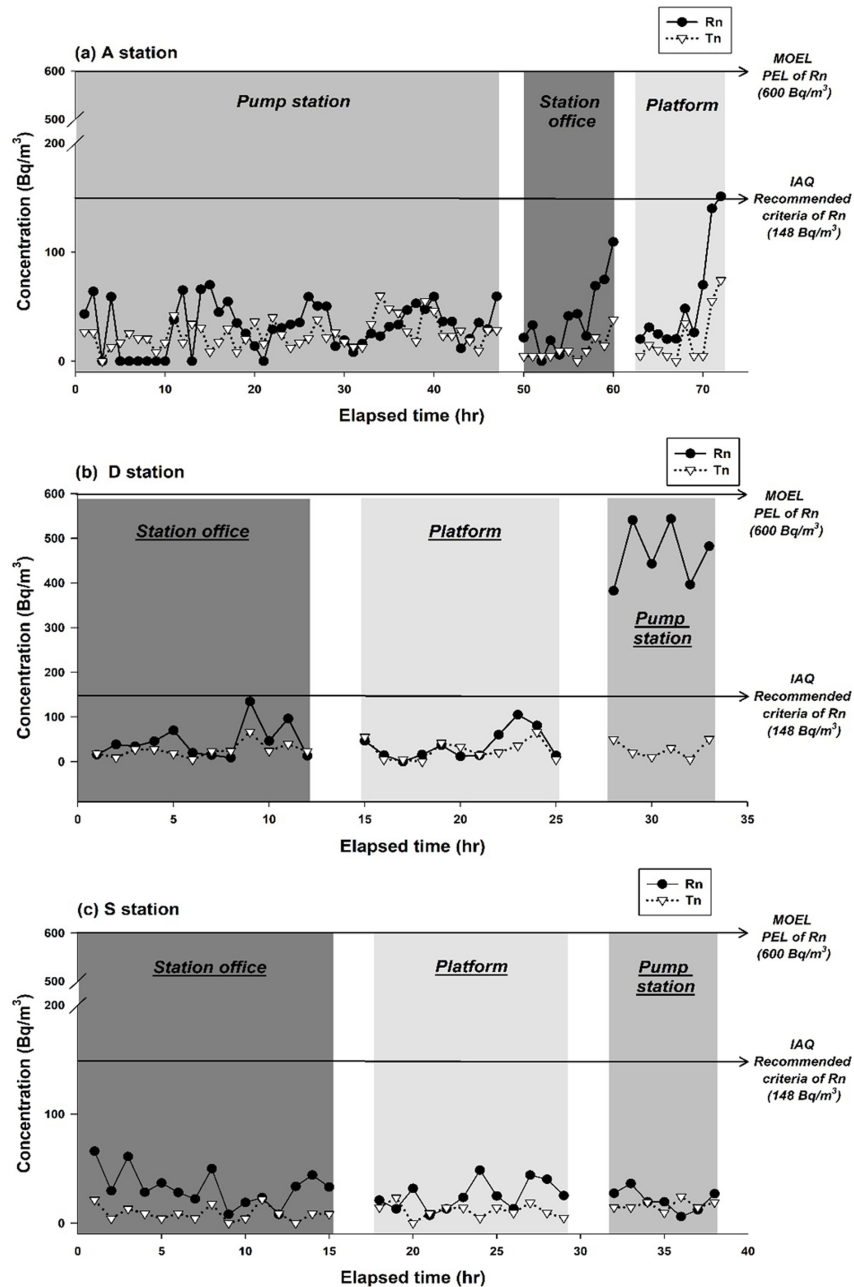 (a) A station
Rn
Tn
MOEL
PEL of Rn
(600 Bq/m³)
600
500
200
100
0
Concentration (Bq/m³)
Pump station
Station
office
Platform
IAQ
Recommended
criteria of Rn
(148 Bq/m³)
0 10 20 30 40 50 60 70
Elapsed time (hr)
(b) D station
Rn
Tn
MOEL
PEL of Rn
(600 Bq/m³)
600
500
400
300
200
100
0
Concentration (Bq/m³)
Station office
Platform
Pump
station
IAQ
Recommended
criteria of Rn
(148 Bq/m³)
0 5 10 15 20 25 30 35
Elapsed time (hr)
(c) S station
Rn
Tn
MOEL
PEL of Rn
(600 Bq/m³)
600
500
200
100
0
Concentration (Bq/m³)
Station office
Platform
Pump
station
IAQ
Recommended
criteria of Rn
(148 Bq/m³)
0 5 10 15 20 25 30 35 40
Elapsed time (hr)